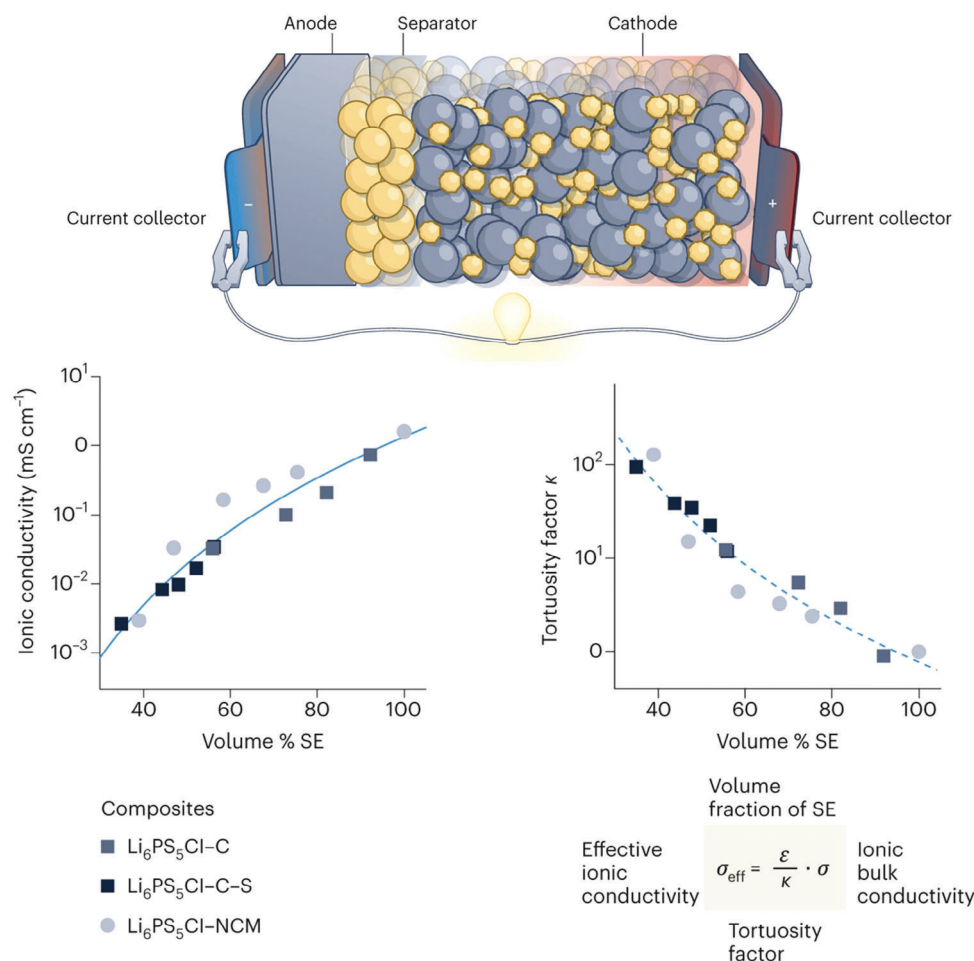 Anode
Separator
Cathode
Current collector
−
+
Current collector
Ionic conductivity (mS cm⁻¹)
10¹
0
10⁻¹
10⁻²
10⁻³
40
60
80
100
Volume % SE
Tortuosity factor κ
10²
10¹
0
40
60
80
100
Volume % SE
Composites
Li₆PS₅Cl–C
Li₆PS₅Cl–C–S
Li₆PS₅Cl–NCM
Volume
fraction of SE
Effective
ionic
conductivity
σeff = ε/κ · σ
Ionic
bulk
conductivity
Tortuosity
factor